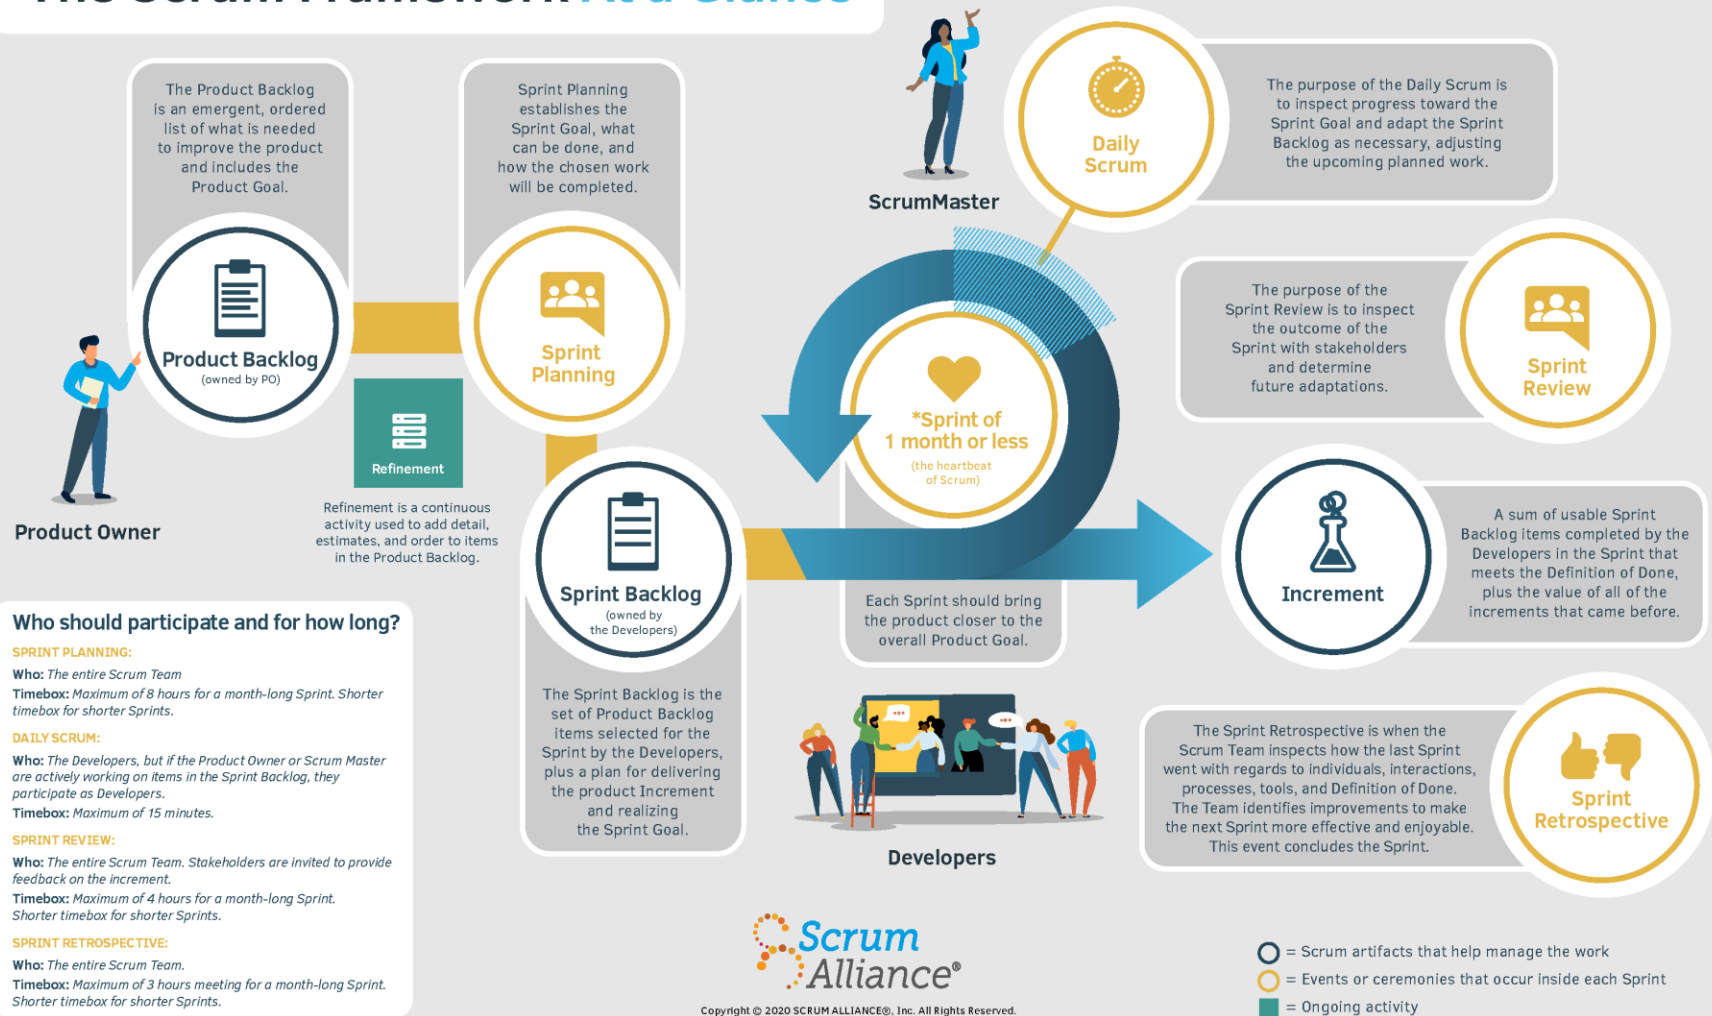 The Scrum Framework At a Glance
The Product Backlog
is an emergent, ordered
list of what is needed
to improve the product
and includes the
Product Goal.
Product Backlog
(owned by PO)
Product Owner
Sprint Planning
establishes the
Sprint Goal, what
can be done, and
how the chosen work
will be completed.
Sprint
Planning
Refinement
Refinement is a continuous
activity used to add detail,
estimates, and order to items
in the Product Backlog.
Sprint Backlog
(owned by
the Developers)
The Sprint Backlog is the
set of Product Backlog
items selected for the
Sprint by the Developers,
plus a plan for delivering
the product Increment
and realizing
the Sprint Goal.
ScrumMaster
Daily
Scrum
The purpose of the Daily Scrum is
to inspect progress toward the
Sprint Goal and adapt the Sprint
Backlog as necessary, adjusting
the upcoming planned work.
*Sprint of
1 month or less
(the heartbeat
of Scrum)
Each Sprint should bring
the product closer to the
overall Product Goal.
The purpose of the
Sprint Review is to inspect
the outcome of the
Sprint with stakeholders
and determine
future adaptations.
Sprint
Review
Increment
A sum of usable Sprint
Backlog items completed by the
Developers in the Sprint that
meets the Definition of Done,
plus the value of all of the
increments that came before.
Developers
The Sprint Retrospective is when the
Scrum Team inspects how the last Sprint
went with regards to individuals, interactions,
processes, tools, and Definition of Done.
The Team identifies improvements to make
the next Sprint more effective and enjoyable.
This event concludes the Sprint.
Sprint
Retrospective
Who should participate and for how long?
SPRINT PLANNING:
Who: The entire Scrum Team
Timebox: Maximum of 8 hours for a month-long Sprint. Shorter
timebox for shorter Sprints.
DAILY SCRUM:
Who: The Developers, but if the Product Owner or Scrum Master
are actively working on items in the Sprint Backlog, they
participate as Developers.
Timebox: Maximum of 15 minutes.
SPRINT REVIEW:
Who: The entire Scrum Team. Stakeholders are invited to provide
feedback on the increment.
Timebox: Maximum of 4 hours for a month-long Sprint.
Shorter timebox for shorter Sprints.
SPRINT RETROSPECTIVE:
Who: The entire Scrum Team.
Timebox: Maximum of 3 hours meeting for a month-long Sprint.
Shorter timebox for shorter Sprints.
Scrum
Alliance®
Copyright © 2020 SCRUM ALLIANCE®, Inc. All Rights Reserved.
= Scrum artifacts that help manage the work
= Events or ceremonies that occur inside each Sprint
= Ongoing activity